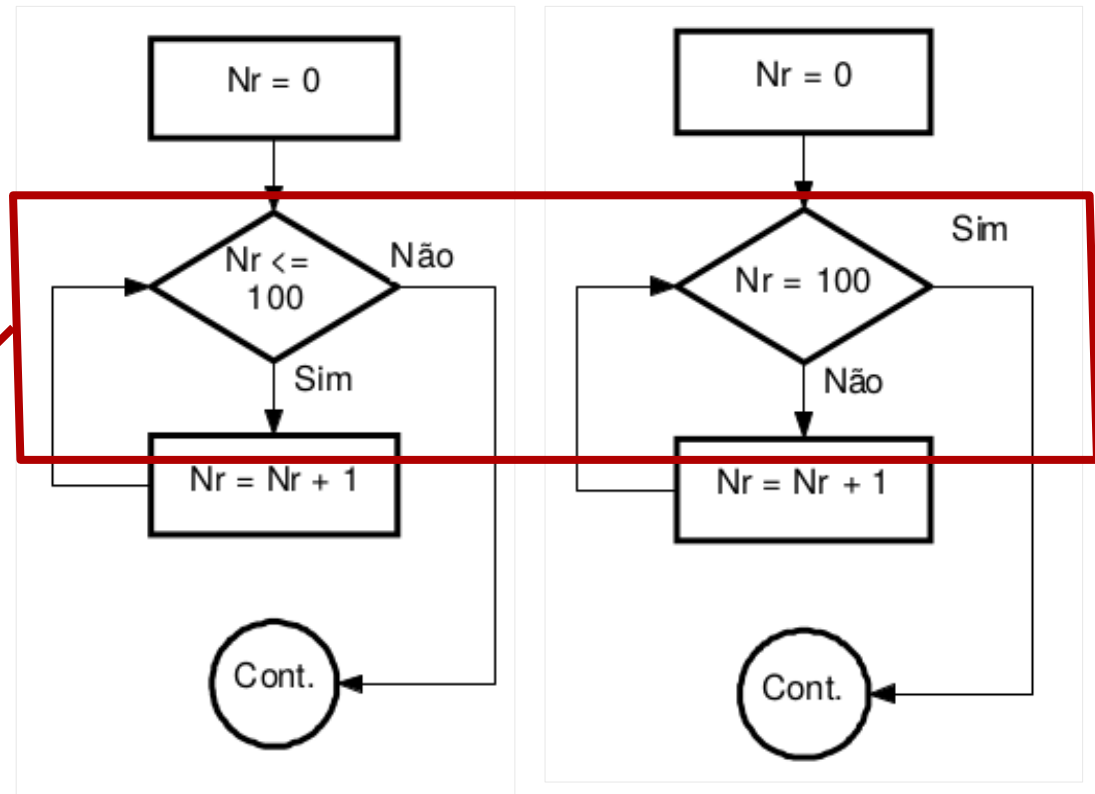 Nr = 0
Nr <=
100
Não
Sim
Nr = Nr + 1
Cont.
Nr = 0
Sim
Nr = 100
Não
Nr = Nr + 1
Cont.